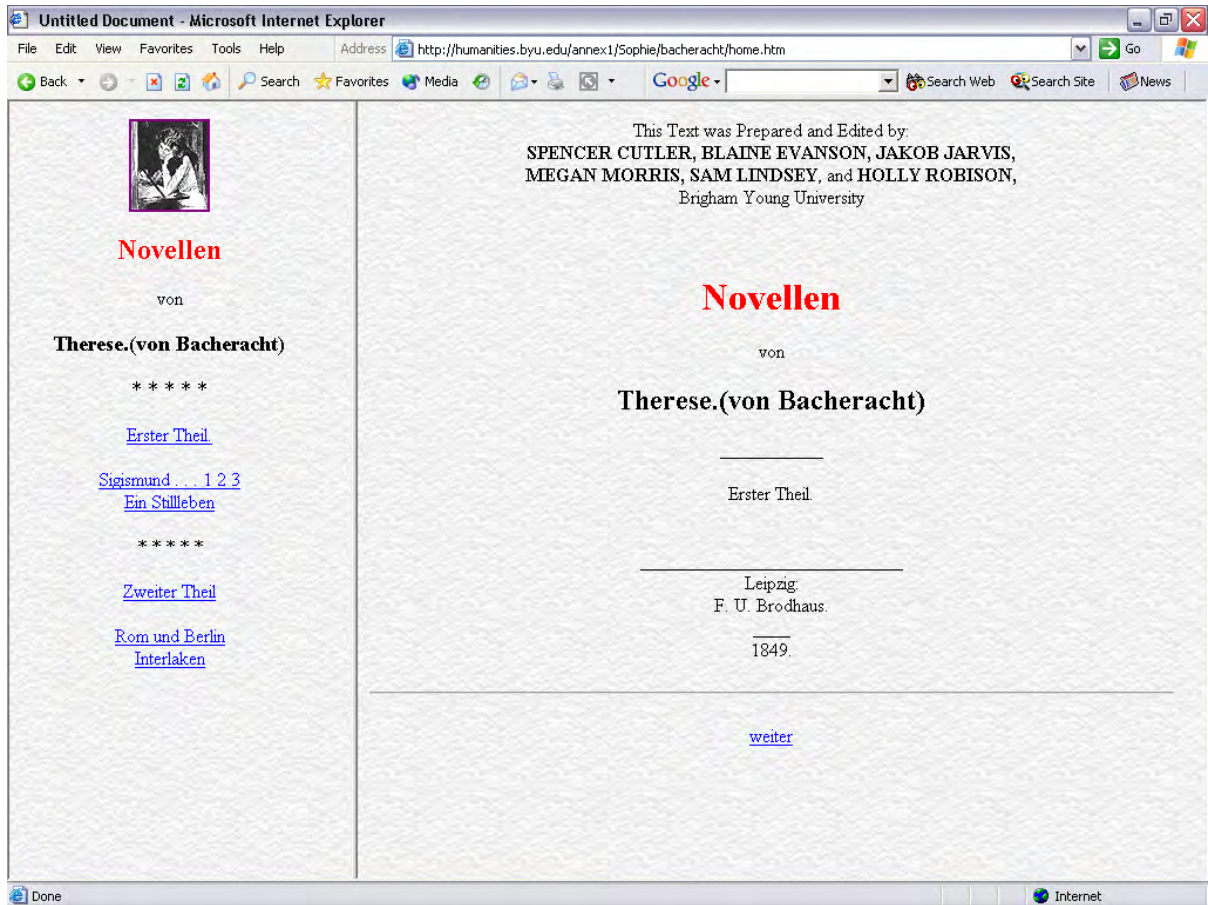 Untitled Document - Microsoft Internet Explorer
File Edit View Favorites Tools Help Address http://humanities.byu.edu/annex1/Sophie/bacheracht/home.htm Go
Back Search Favorites Media Google Search Web Search Site News
Novellen
von
Therese.(von Bacheracht)
* * * * *
Erster Theil.
Sigismund . . . 1 2 3
Ein Stillleben
* * * * *
Zweiter Theil
Rom und Berlin
Interlaken
This Text was Prepared and Edited by:
SPENCER CUTLER, BLAINE EVANSON, JAKOB JARVIS,
MEGAN MORRIS, SAM LINDSEY, and HOLLY ROBISON,
Brigham Young University
Novellen
von
Therese.(von Bacheracht)
Erster Theil.
Leipzig:
F. U. Brodhaus.
1849.
weiter
Done Internet